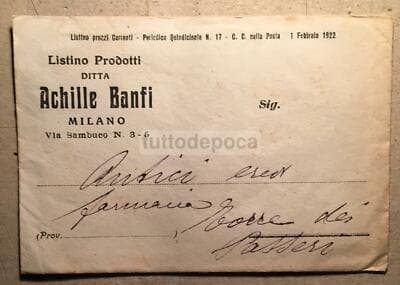 Listino prezzi Correnti - Periodico Quindicinale N. 17 - C. C. colla Posta 1 Febbraio 1922
Listino Prodotti
DITTA
Achille Banfi
MILANO
Via Sambuco N. 3-5
Sig.
tuttodepoca
Antici eredi
farmacia Torre dei
Passeri
(Prov. )